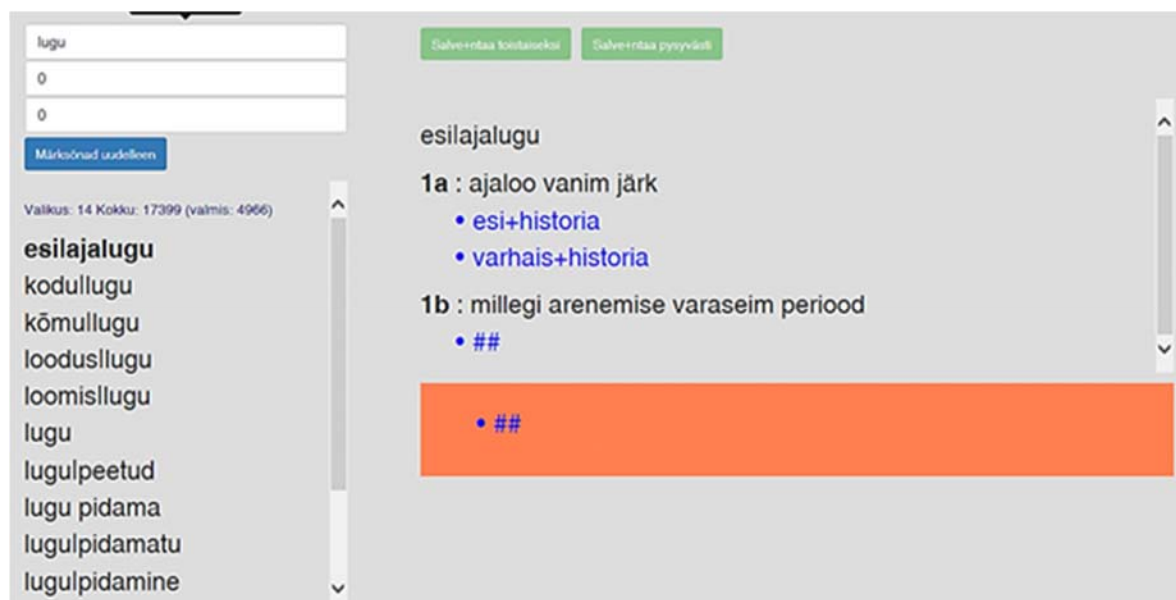 lugu
0
0
Märksõnad uudelleen
Valikus: 14 Kokku: 17399 (valmis: 4966)
esilajalugu
kodullugu
kõmullugu
loodusllugu
loomisllugu
lugu
lugulpeetud
lugu pidama
lugulpidamatu
lugulpidamine
Salve+ntaa toistaiseksi
Salve+ntaa pysyvästi
esilajalugu
1a : ajaloo vanim järk
• esi+historia
• varhais+historia
1b : millegi arenemise varaseim periood
• ##
• ##